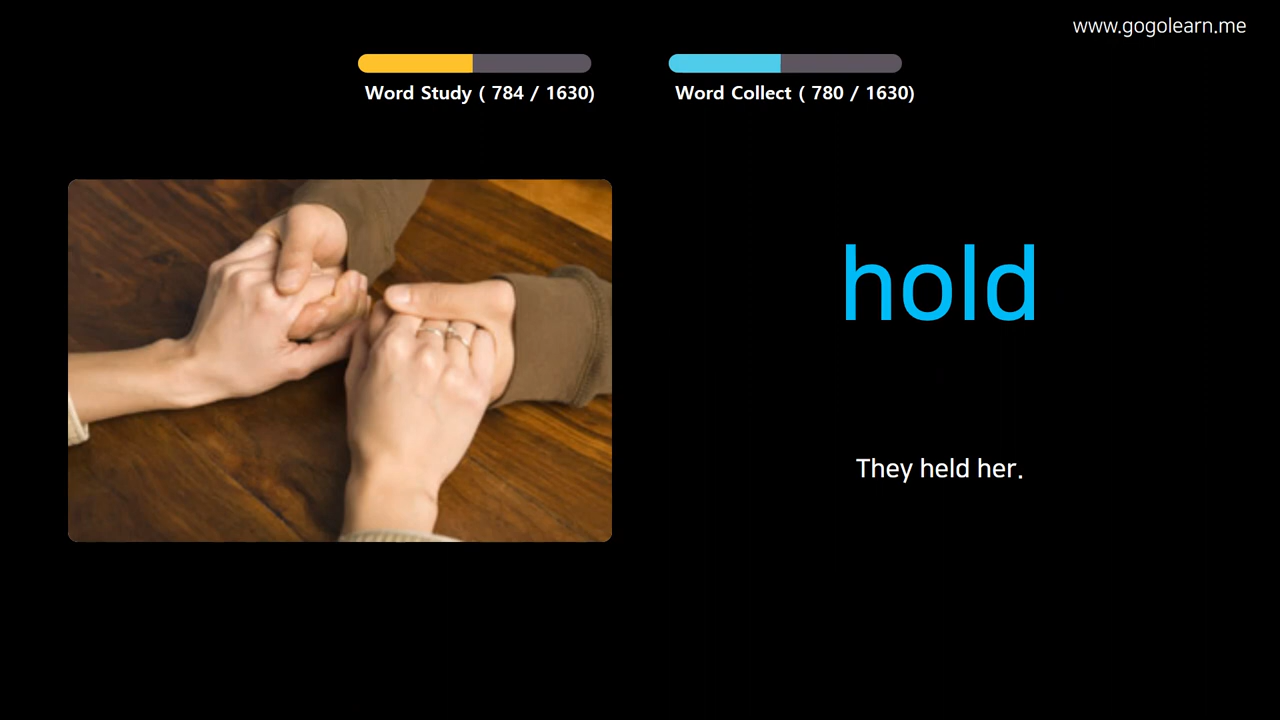 www.gogolearn.me
Word Study ( 784 / 1630)
Word Collect ( 780 / 1630)
hold
They held her.